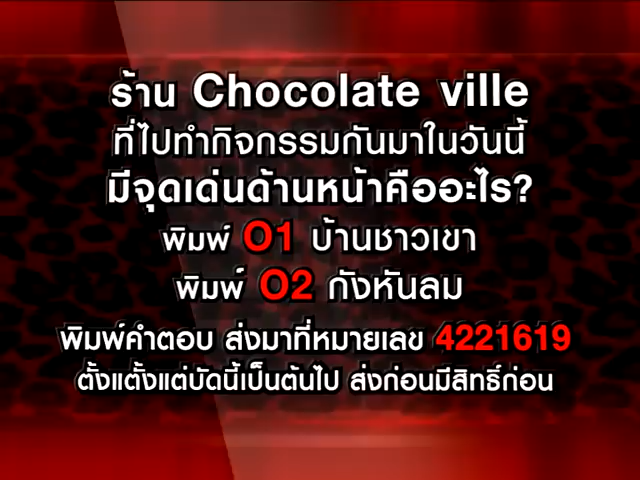 ร้าน Chocolate ville
ที่ไปทำกิจกรรมกันมาในวันนี้
มีจุดเด่นด้านหน้าคืออะไร?
พิมพ์ 01 บ้านชาวเขา
พิมพ์ 02 กังหันลม
พิมพ์คำตอบ ส่งมาที่หมายเลข 4221619
ตั้งแตั้งแต่บัดนี้เป็นต้นไป ส่งก่อนมีสิทธิ์ก่อน